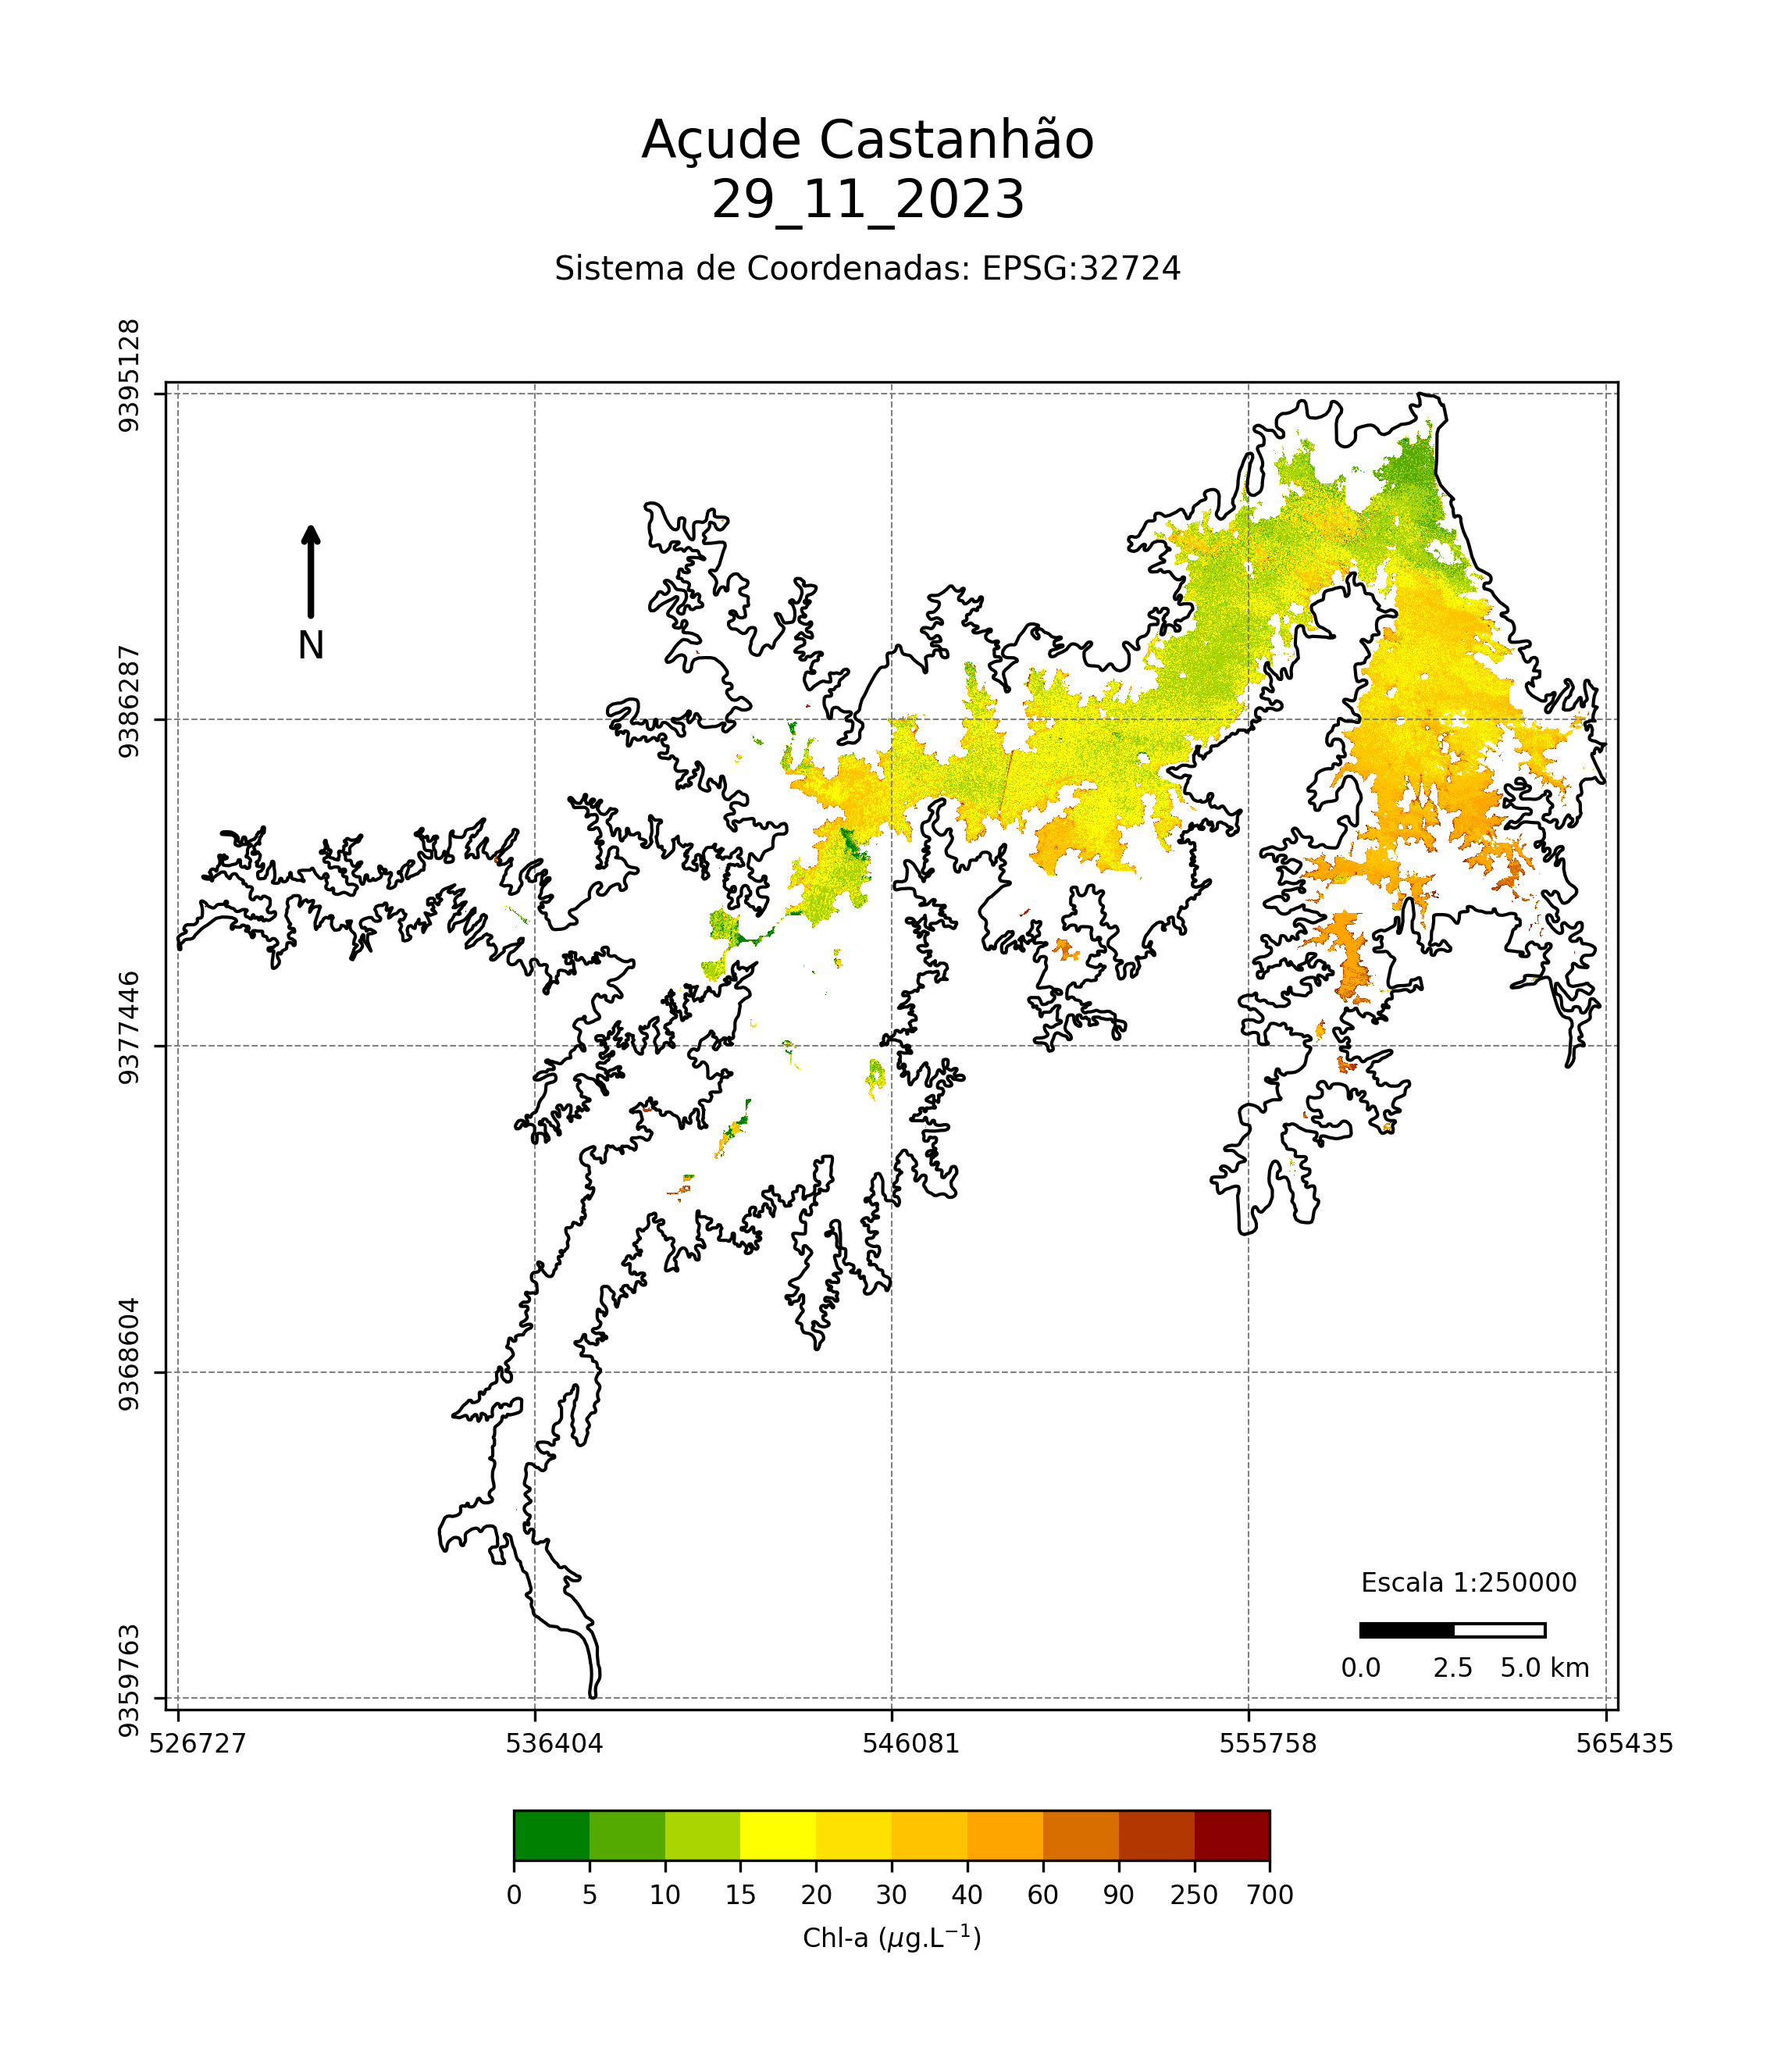 Açude Castanhão
29_11_2023
Sistema de Coordenadas: EPSG:32724
9395128
N
9386287
9377446
9368604
Escala 1:250000
0.0 2.5 5.0 km
9359763
526727 536404 546081 555758 565435
0 5 10 15 20 30 40 60 90 250 700
Chl-a (μg.L⁻¹)